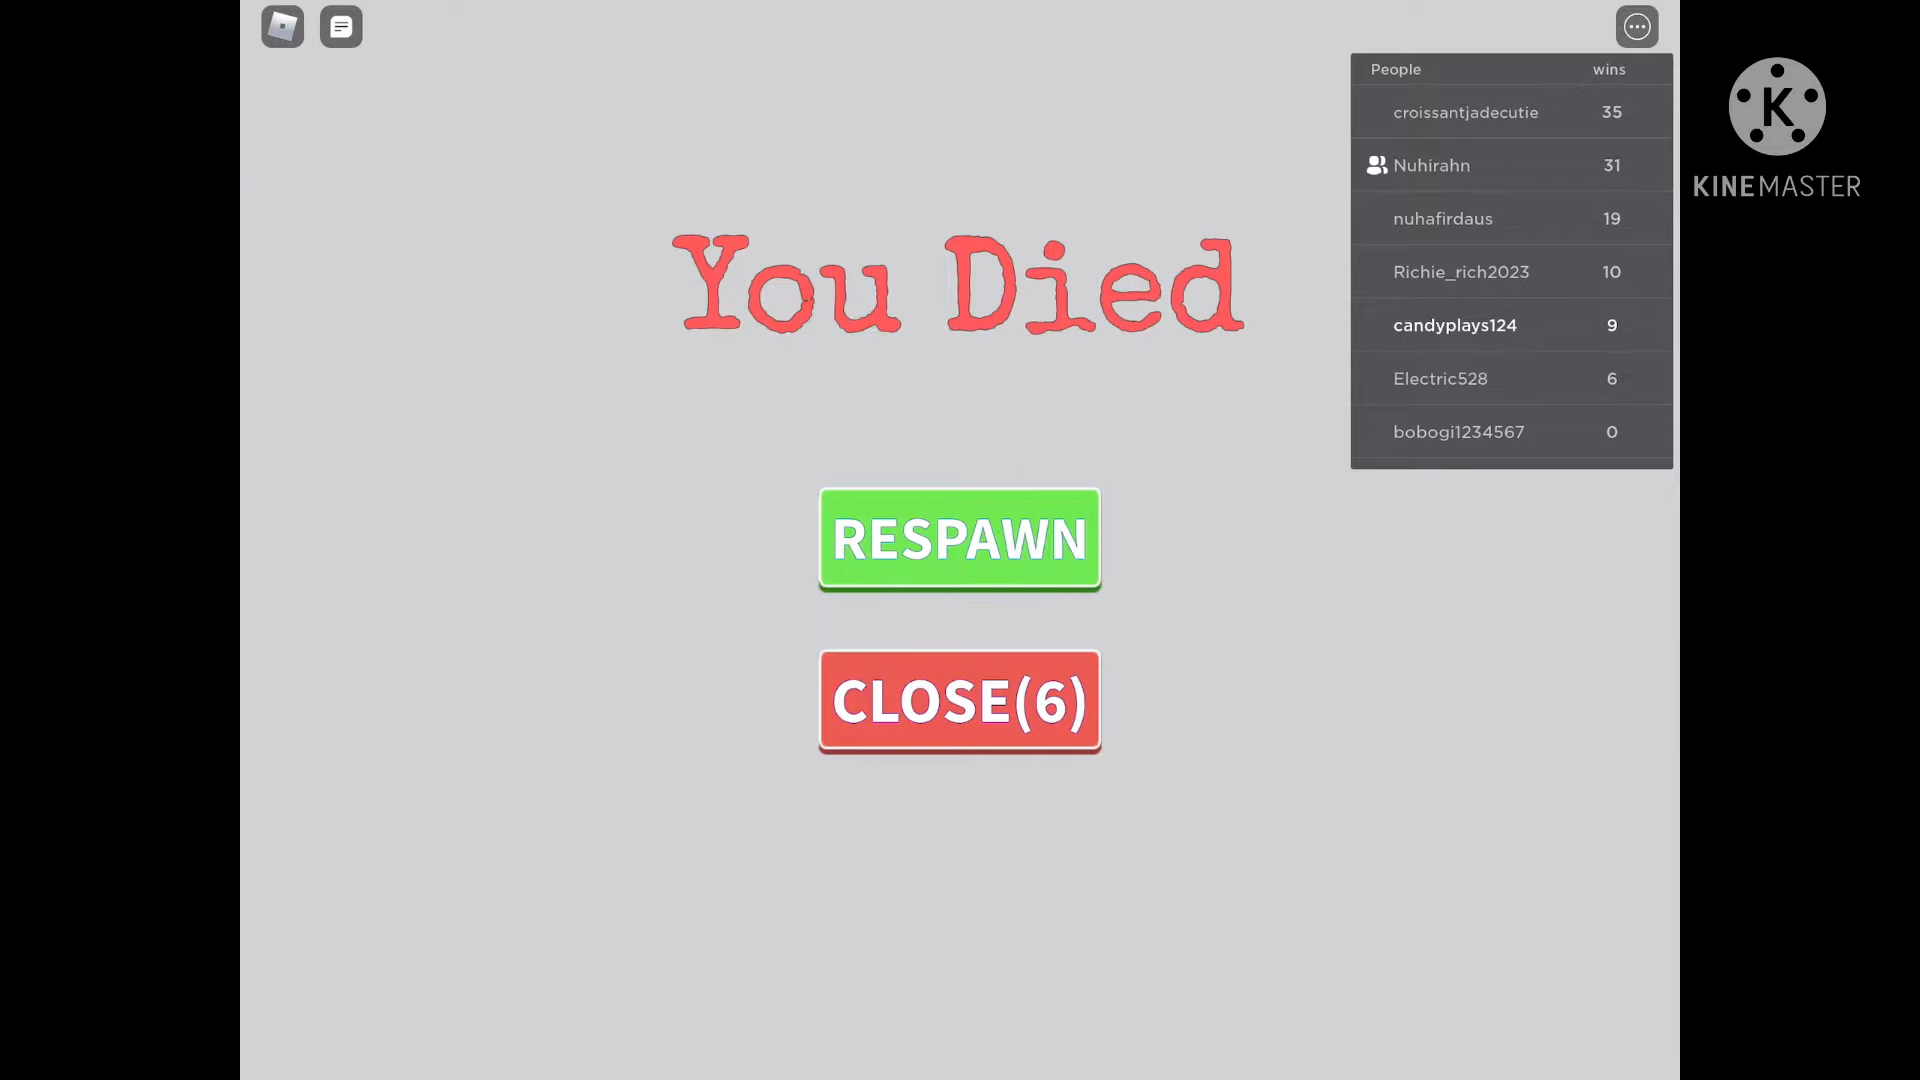 People wins
croissantjadecutie 35
Nuhirahn 31
nuhafirdaus 19
Richie_rich2023 10
candyplays124 9
Electric528 6
bobogi1234567 0
K
KINEMASTER
You Died
RESPAWN
CLOSE(6)